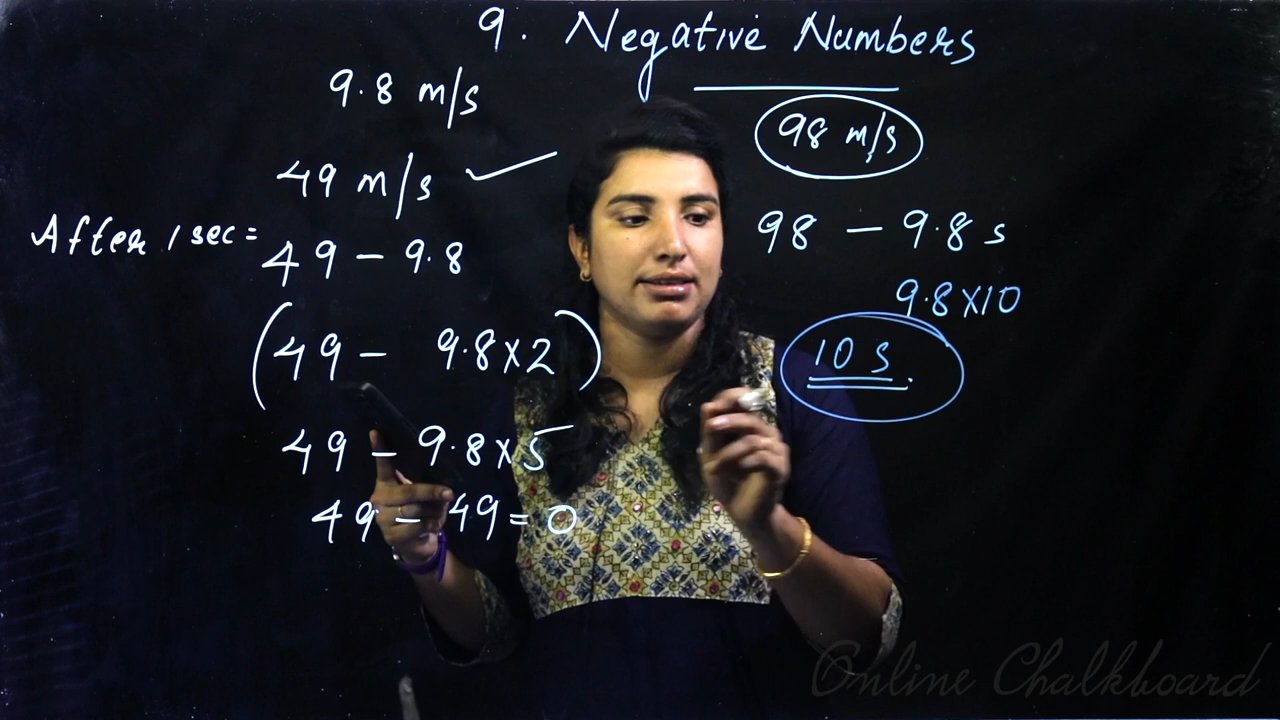 9. Negative Numbers
9.8 m/s
49 m/s ✓
After 1 sec = 49 - 9.8
(49 - 9.8×2)
49 - 9.8×5
49 - 49 = 0
98 m/s
98 - 9.8 s
9.8×10
10 s.
Online Chalkboard